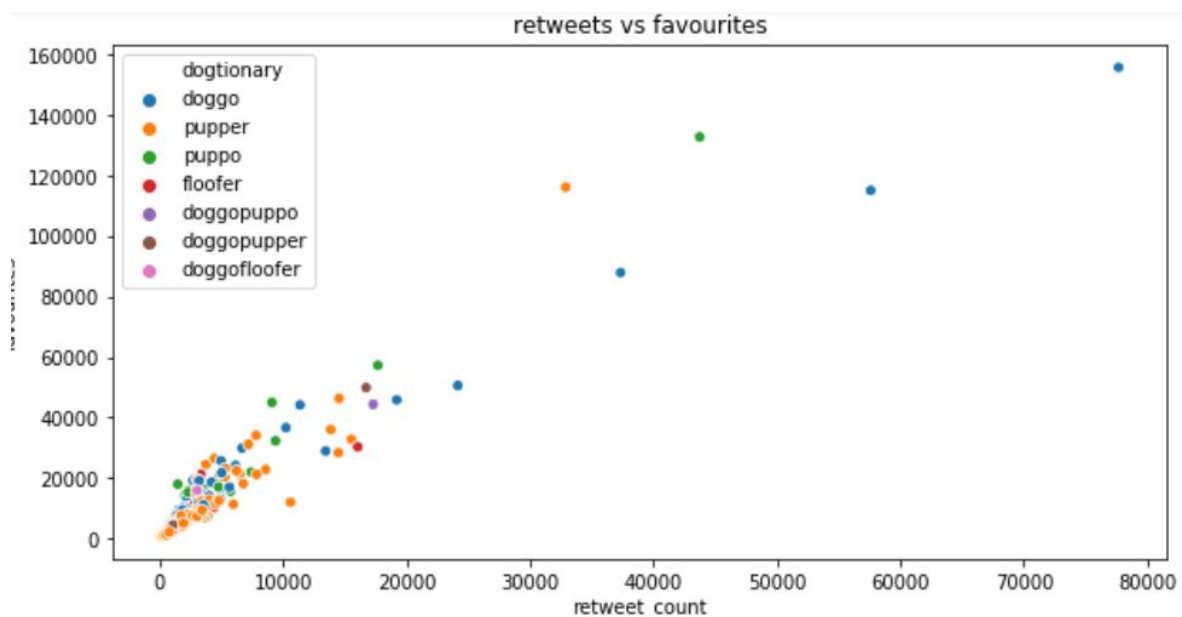 retweets vs favourites
160000
140000
120000
100000
80000
60000
40000
20000
0
dogtionary
doggo
pupper
puppo
floofer
doggopuppo
doggopupper
doggofloofer
0 10000 20000 30000 40000 50000 60000 70000 80000
retweet count